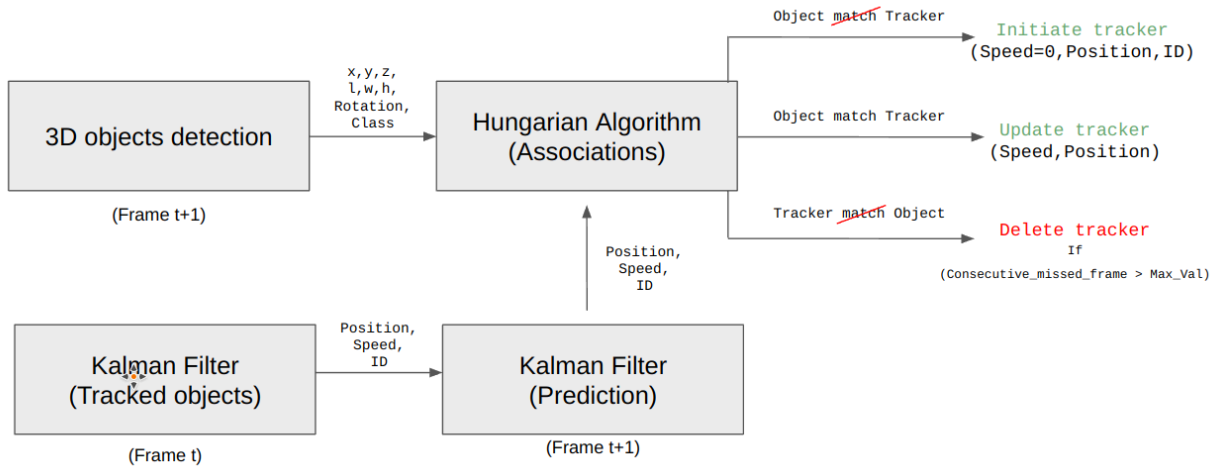 Object match Tracker
Initiate tracker
(Speed=0,Position,ID)
x,y,z,
l,w,h,
Rotation,
Class
3D objects detection
(Frame t+1)
Hungarian Algorithm
(Associations)
Object match Tracker
Update tracker
(Speed,Position)
Tracker match Object
Delete tracker
If
(Consecutive_missed_frame > Max_Val)
Position,
Speed,
ID
Kalman Filter
(Tracked objects)
(Frame t)
Position,
Speed,
ID
Kalman Filter
(Prediction)
(Frame t+1)